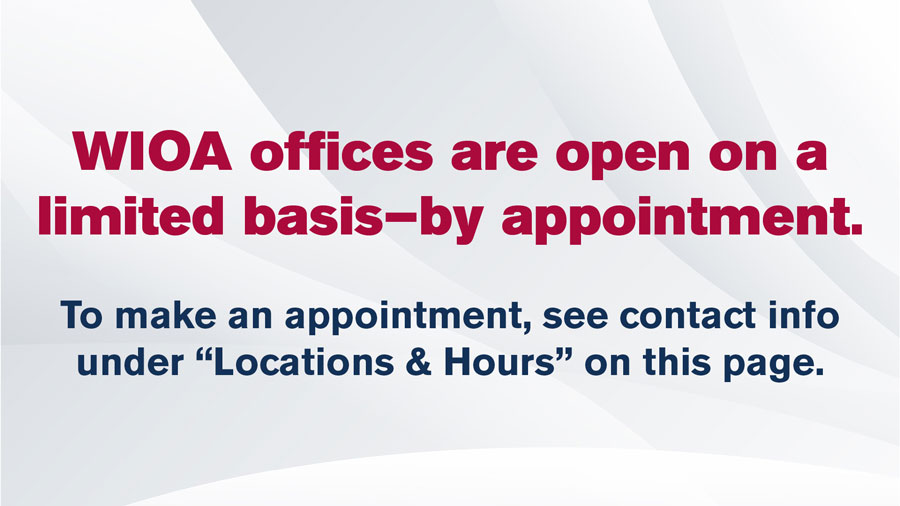 WIOA offices are open on a
limited basis–by appointment.
To make an appointment, see contact info
under “Locations & Hours” on this page.